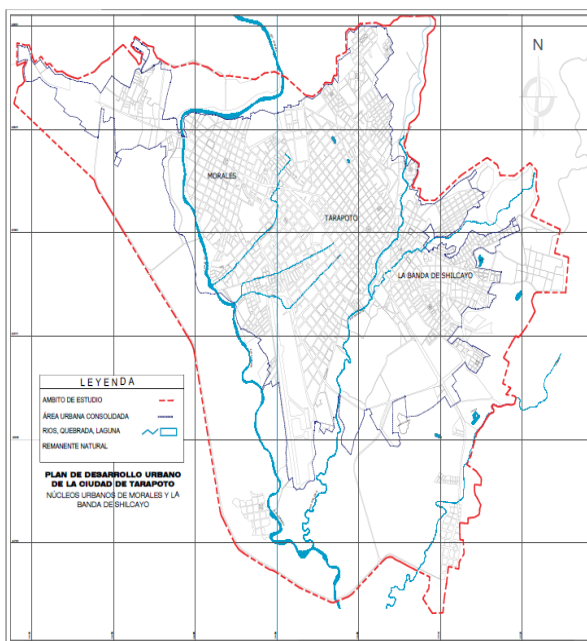 N
MORALES
TARAPOTO
LA BANDA DE SHILCAYO
LEYENDA
AMBITO DE ESTUDIO
ÁREA URBANA CONSOLIDADA
RIOS, QUEBRADA, LAGUNA
REMANENTE NATURAL
PLAN DE DESARROLLO URBANO
DE LA CIUDAD DE TARAPOTO
NÚCLEOS URBANOS DE MORALES Y LA
BANDA DE SHILCAYO